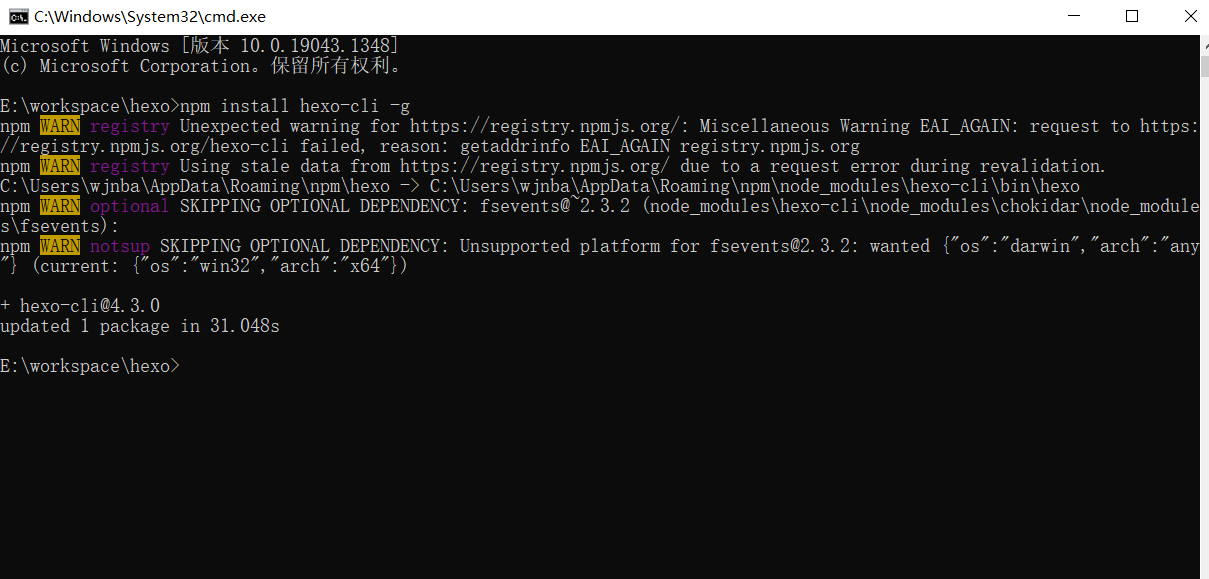 C:\Windows\System32\cmd.exe
Microsoft Windows [版本 10.0.19043.1348]
(c) Microsoft Corporation。保留所有权利。
E:\workspace\hexo>npm install hexo-cli -g
npm WARN registry Unexpected warning for https://registry.npmjs.org/: Miscellaneous Warning EAI_AGAIN: request to https:
//registry.npmjs.org/hexo-cli failed, reason: getaddrinfo EAI_AGAIN registry.npmjs.org
npm WARN registry Using stale data from https://registry.npmjs.org/ due to a request error during revalidation.
C:\Users\wjnba\AppData\Roaming\npm\hexo -> C:\Users\wjnba\AppData\Roaming\npm\node_modules\hexo-cli\bin\hexo
npm WARN optional SKIPPING OPTIONAL DEPENDENCY: fsevents@~2.3.2 (node_modules\hexo-cli\node_modules\chokidar\node_module
s\fsevents):
npm WARN notsup SKIPPING OPTIONAL DEPENDENCY: Unsupported platform for fsevents@2.3.2: wanted {"os":"darwin","arch":"any
"} (current: {"os":"win32","arch":"x64"})
+ hexo-cli@4.3.0
updated 1 package in 31.048s
E:\workspace\hexo>